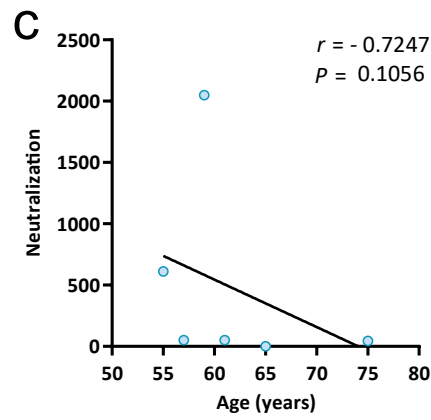 C
r = - 0.7247
P = 0.1056
2500
2000
1500
1000
500
0
Neutralization
50 55 60 65 70 75 80
Age (years)